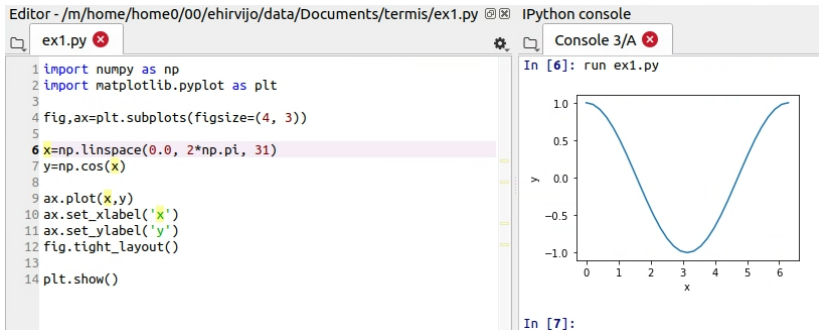 Editor - /m/home/home0/00/ehirvijo/data/Documents/termis/ex1.py
ex1.py
1 import numpy as np
2 import matplotlib.pyplot as plt
3
4 fig,ax=plt.subplots(figsize=(4, 3))
5
6 x=np.linspace(0.0, 2*np.pi, 31)
7 y=np.cos(x)
8
9 ax.plot(x,y)
10 ax.set_xlabel('x')
11 ax.set_ylabel('y')
12 fig.tight_layout()
13
14 plt.show()
IPython console
Console 3/A
In [6]: run ex1.py
1.0
0.5
0.0
−0.5
−1.0
y
0 1 2 3 4 5 6
x
In [7]: